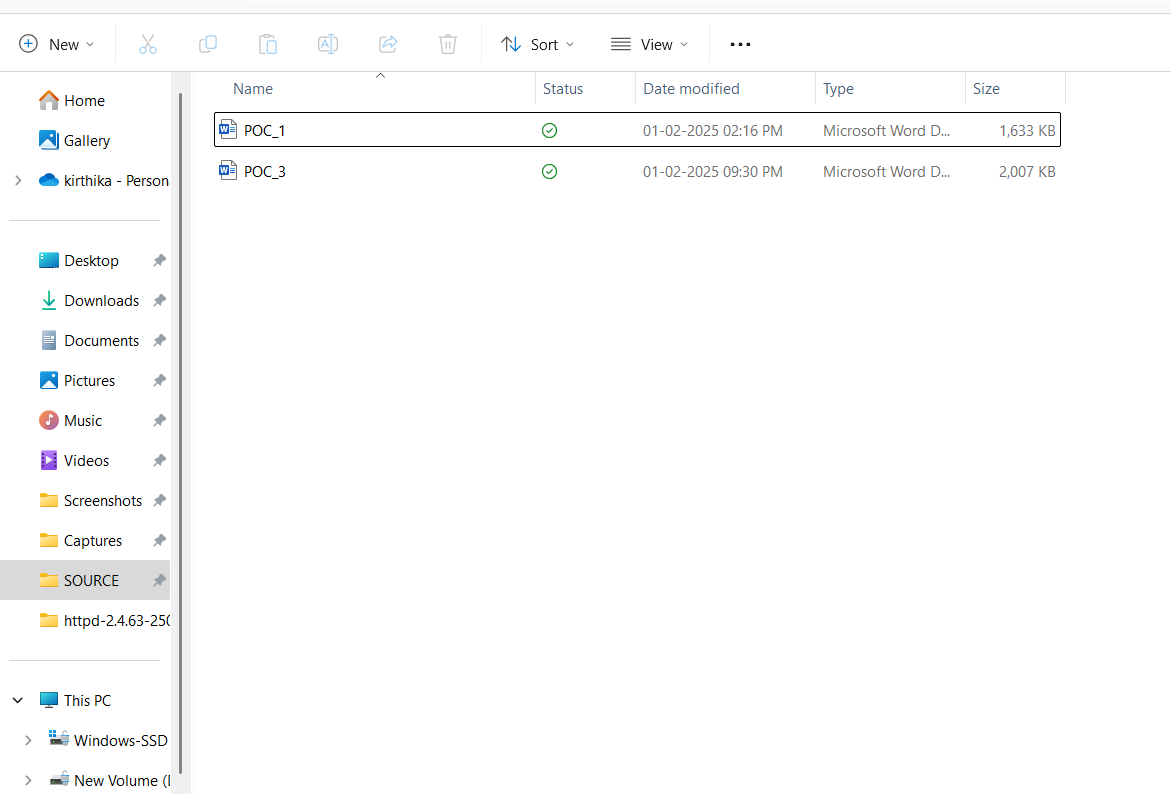 New
Sort
View
Name Status Date modified Type Size
POC_1 01-02-2025 02:16 PM Microsoft Word D... 1,633 KB
POC_3 01-02-2025 09:30 PM Microsoft Word D... 2,007 KB
Home
Gallery
kirthika - Person
Desktop
Downloads
Documents
Pictures
Music
Videos
Screenshots
Captures
SOURCE
httpd-2.4.63-250
This PC
Windows-SSD
New Volume (